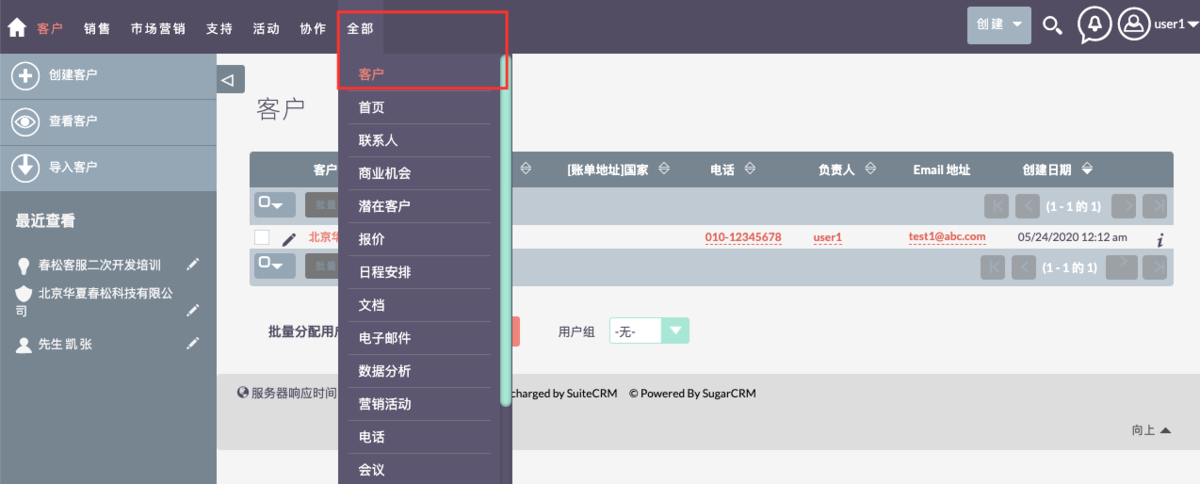 客户 销售 市场营销 支持 活动 协作 全部 创建 user1
创建客户
查看客户
导入客户
最近查看
春松客服二次开发培训
北京华夏春松科技有限公
司
先生 凯 张
客户
首页
联系人
商业机会
潜在客户
报价
日程安排
文档
电子邮件
数据分析
营销活动
电话
会议
客户
客户 [账单地址]国家 电话 负责人 Email 地址 创建日期
批量 (1 - 1 的 1)
北京华 010-12345678 user1 test1@abc.com 05/24/2020 12:12 am
批量 (1 - 1 的 1)
批量分配用 用户组 -无-
服务器响应时间 charged by SuiteCRM © Powered By SugarCRM
向上